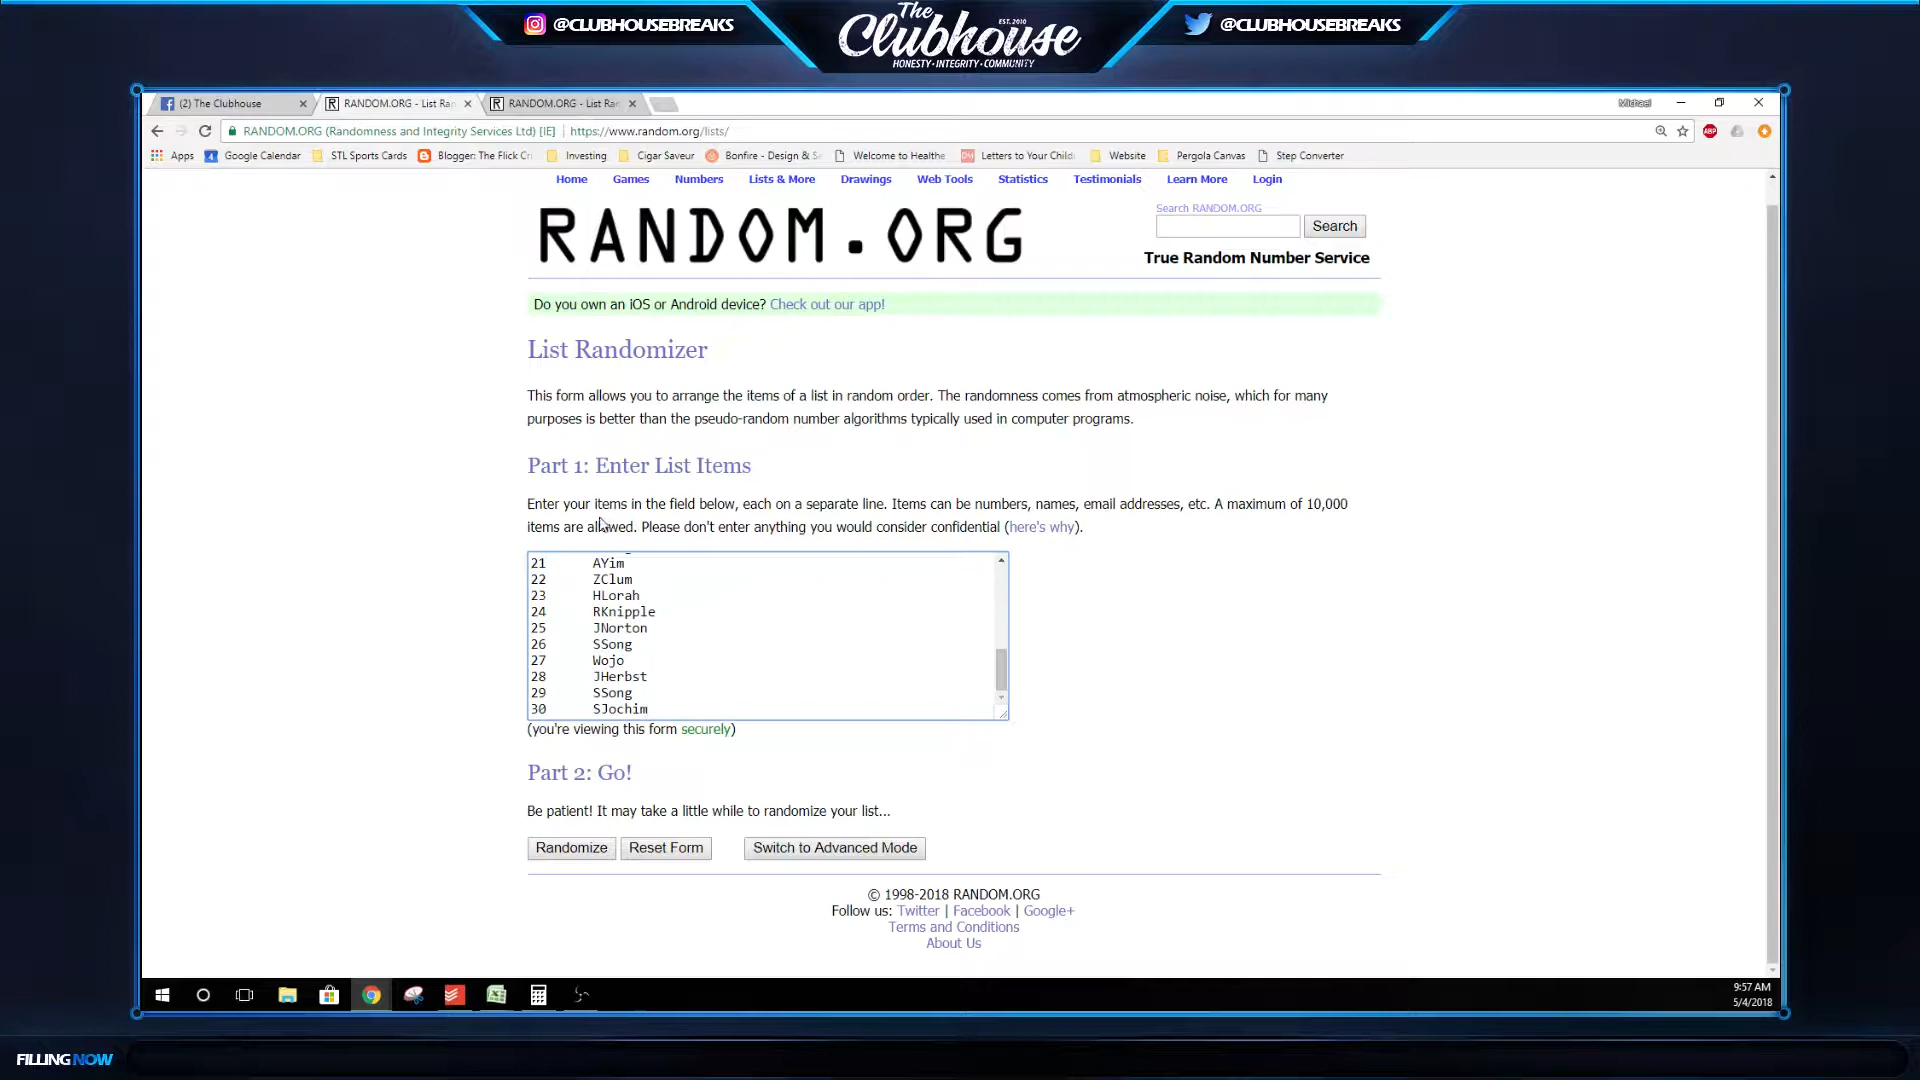 @CLUBHOUSEBREAKS
The
Clubhouse
EST. 2010
HONESTY · INTEGRITY · COMMUNITY
@CLUBHOUSEBREAKS
(2) The Clubhouse
RANDOM.ORG - List Ra
RANDOM.ORG - List Ra
Michael
RANDOM.ORG (Randomness and Integrity Services Ltd) [IE] | https://www.random.org/lists/
ABP
Apps Google Calendar STL Sports Cards Blogger: The Flick Cri Investing Cigar Saveur Bonfire - Design & Se Welcome to Healthe Letters to Your Child Website Pergola Canvas Step Converter
Home Games Numbers Lists & More Drawings Web Tools Statistics Testimonials Learn More Login
RANDOM.ORG
Search RANDOM.ORG
Search
True Random Number Service
Do you own an iOS or Android device? Check out our app!
List Randomizer
This form allows you to arrange the items of a list in random order. The randomness comes from atmospheric noise, which for many
purposes is better than the pseudo-random number algorithms typically used in computer programs.
Part 1: Enter List Items
Enter your items in the field below, each on a separate line. Items can be numbers, names, email addresses, etc. A maximum of 10,000
items are allowed. Please don't enter anything you would consider confidential (here's why).
21 AYim
22 ZClum
23 HLorah
24 RKnipple
25 JNorton
26 SSong
27 Wojo
28 JHerbst
29 SSong
30 SJochim
(you're viewing this form securely)
Part 2: Go!
Be patient! It may take a little while to randomize your list...
Randomize Reset Form Switch to Advanced Mode
© 1998-2018 RANDOM.ORG
Follow us: Twitter | Facebook | Google+
Terms and Conditions
About Us
9:57 AM
5/4/2018
FILLING NOW